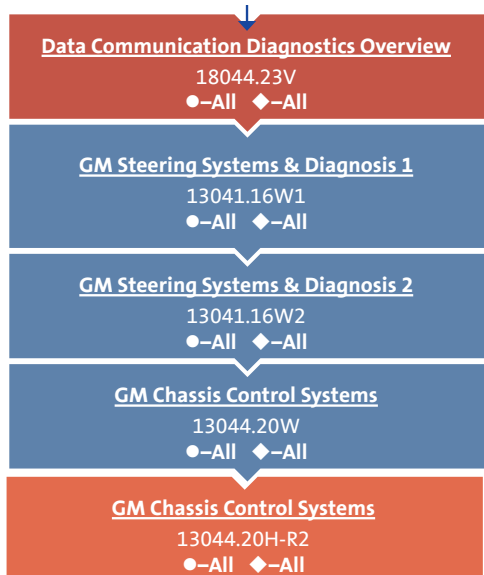 Data Communication Diagnostics Overview
18044.23V
●–All ◆–All
GM Steering Systems & Diagnosis 1
13041.16W1
●–All ◆–All
GM Steering Systems & Diagnosis 2
13041.16W2
●–All ◆–All
GM Chassis Control Systems
13044.20W
●–All ◆–All
GM Chassis Control Systems
13044.20H-R2
●–All ◆–All